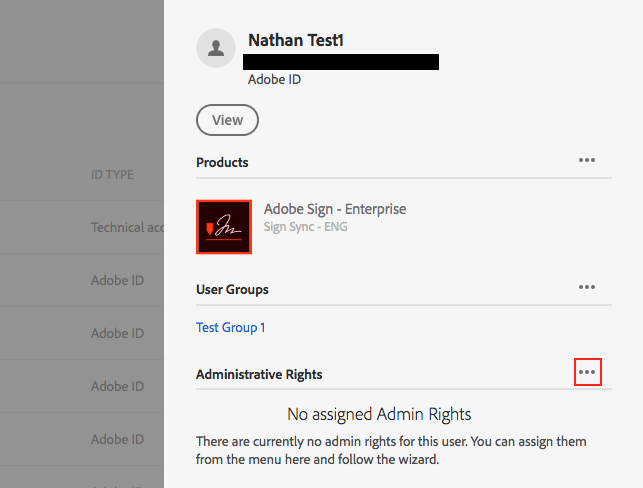 Nathan Test1
Adobe ID
View
ID TYPE
Technical acc
Adobe ID
Adobe ID
Adobe ID
Adobe ID
Products
Adobe Sign - Enterprise
Sign Sync - ENG
User Groups
Test Group 1
Administrative Rights
No assigned Admin Rights
There are currently no admin rights for this user. You can assign them
from the menu here and follow the wizard.